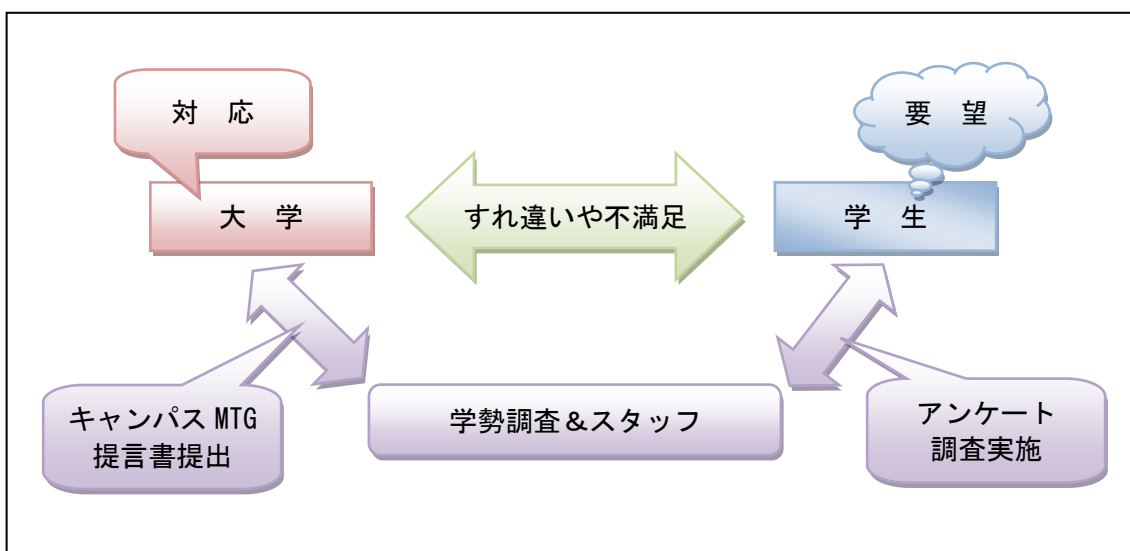 対 応
要 望
大 学
すれ違いや不満足
学 生
キャンパス MTG
提言書提出
学勢調査＆スタッフ
アンケート
調査実施